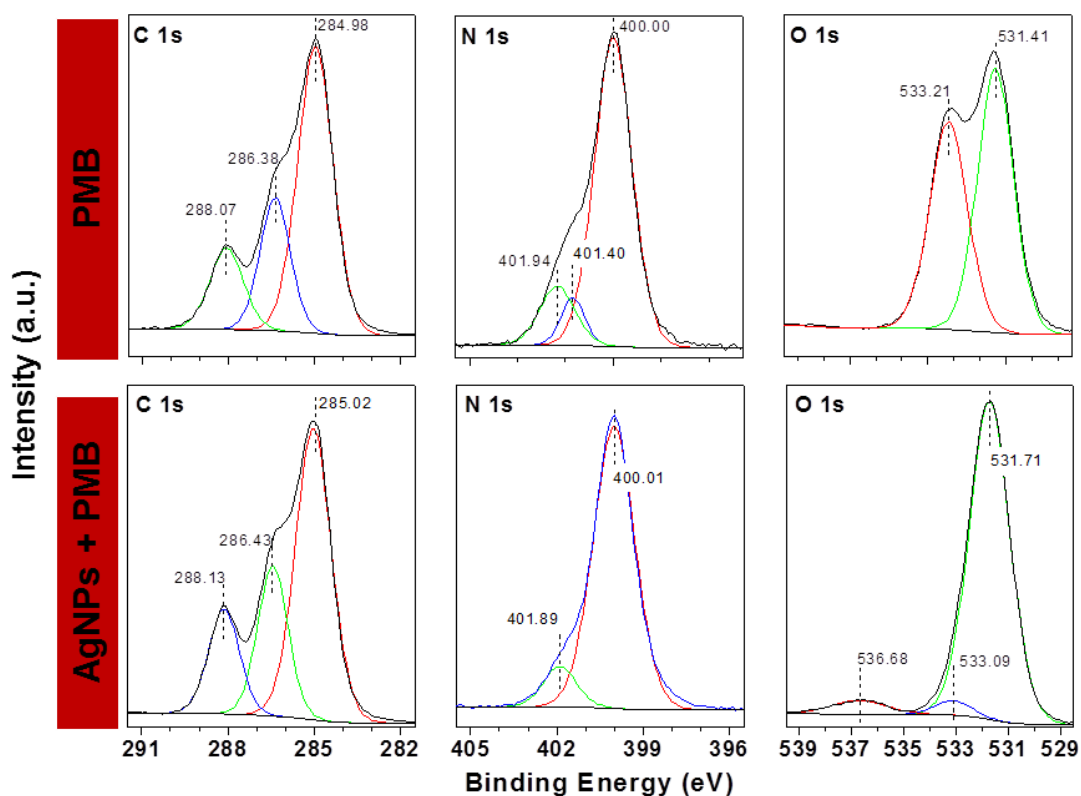 PMB
C 1s
284.98
286.38
288.07
N 1s
400.00
401.94
401.40
O 1s
531.41
533.21
Intensity (a.u.)
AgNPs + PMB
C 1s
285.02
286.43
288.13
N 1s
400.01
401.89
O 1s
531.71
536.68
533.09
291 288 285 282
405 402 399 396
539 537 535 533 531 529
Binding Energy (eV)